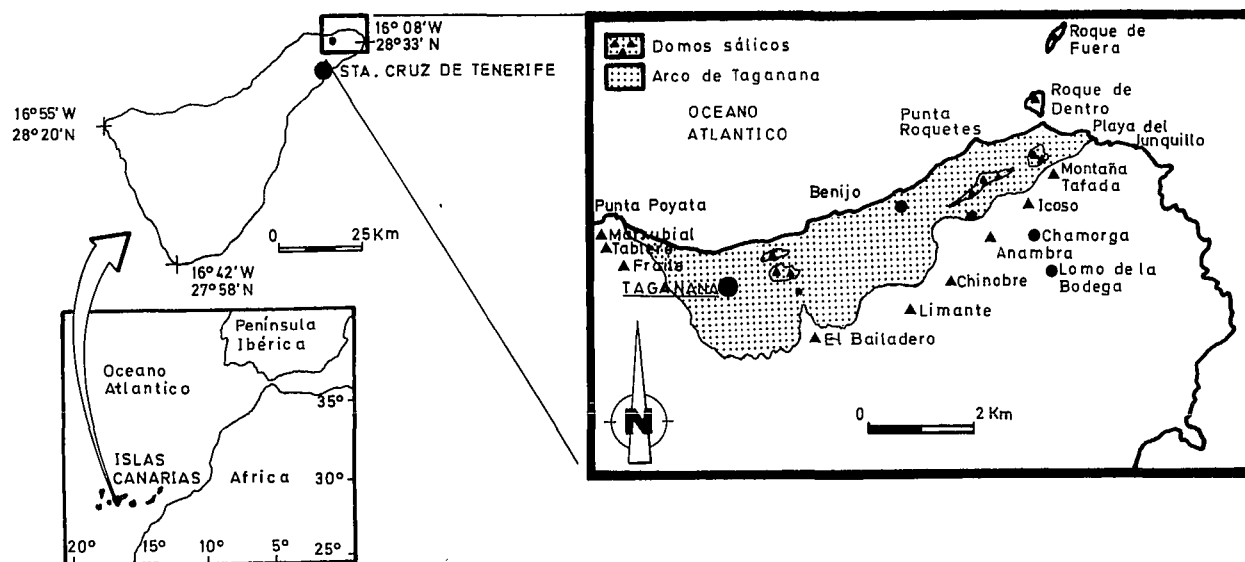 16° 08' W
28° 33' N
STA. CRUZ DE TENERIFE
16° 55' W
28° 20' N
0 25 Km
16° 42' W
27° 58' N
Península
Ibérica
Oceano
Atlantico
35°
ISLAS
CANARIAS
Africa
30°
20° 15° 10° 5° 25°
Domos sálicos
Arco de Taganana
OCEANO
ATLANTICO
Roque de
Fuera
Roque de
Dentro
Punta
Roquetes
Playa del
Junquillo
Montaña
Tafada
Benijo
Icoso
Punta Poyata
Chamorga
Anambra
Tablero
Fraile
Lomo de la
Bodega
Chinobre
TAGANANA
Limante
El Bailadero
N
0 2 Km